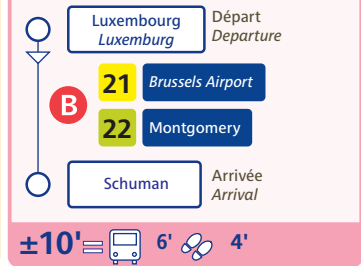 Luxembourg Départ
Luxemburg Departure
B
21 Brussels Airport
22 Montgomery
Schuman Arrivée
Arrival
±10'= 6' 4'